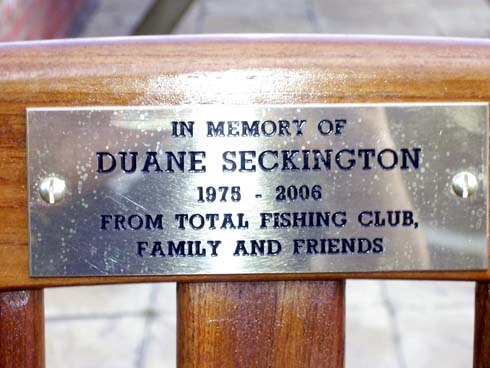 IN MEMORY OF
DUANE SECKINGTON
1975 - 2006
FROM TOTAL FISHING CLUB,
FAMILY AND FRIENDS